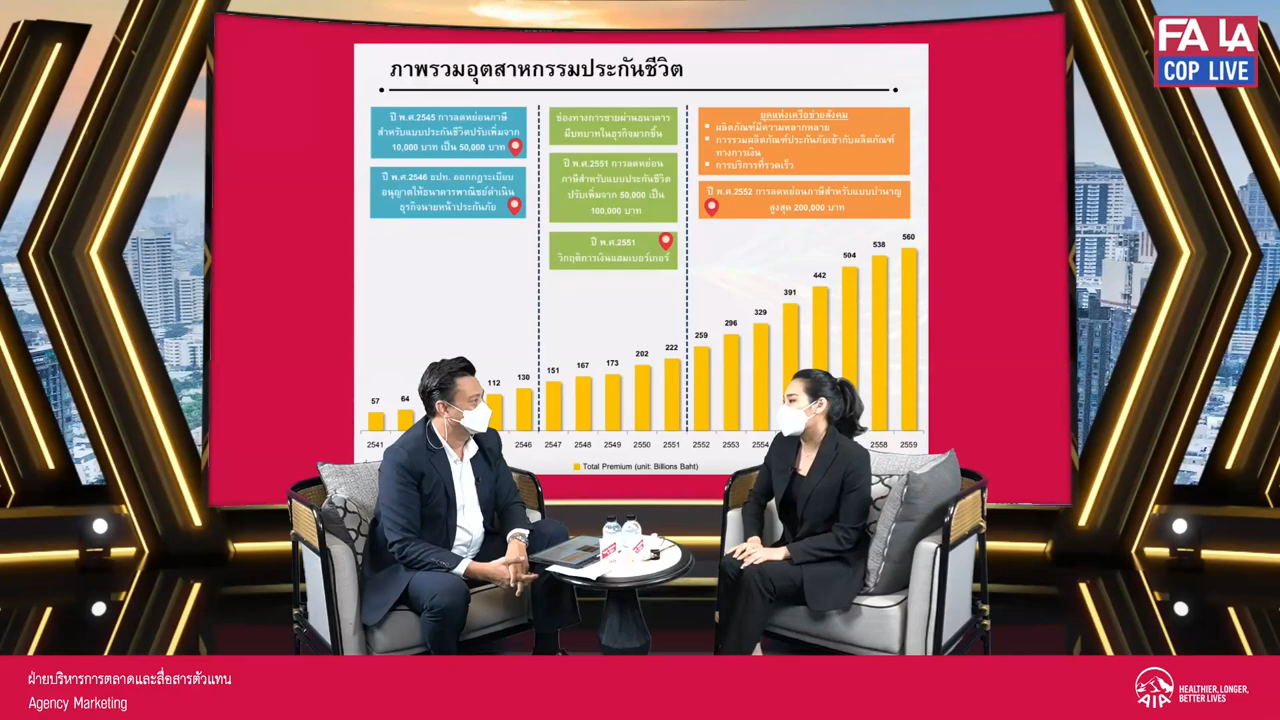 FA LA
COP LIVE
ภาพรวมอุตสาหกรรมประกันชีวิต
ปี พ.ศ.2545 การลดหย่อนภาษี
สำหรับแบบประกันชีวิตปรับเพิ่มจาก
10,000 บาท เป็น 50,000 บาท
ปี พ.ศ.2546 ธปท. ออกกฎระเบียบ
อนุญาตให้ธนาคารพาณิชย์ดำเนิน
ธุรกิจนายหน้าประกันภัย
ช่องทางการขายผ่านธนาคาร
มีบทบาทในธุรกิจมากขึ้น
ปี พ.ศ.2551 การลดหย่อน
ภาษีสำหรับแบบประกันชีวิต
ปรับเพิ่มจาก 50,000 เป็น
100,000 บาท
ปี พ.ศ.2551
วิกฤติการเงินแฮมเบอร์เกอร์
ยุคแห่งเครือข่ายสังคม
ผลิตภัณฑ์มีความหลากหลาย
การรวมผลิตภัณฑ์ประกันภัยเข้ากับผลิตภัณฑ์
ทางการเงิน
การบริการที่รวดเร็ว
ปี พ.ศ.2552 การลดหย่อนภาษีสำหรับแบบบำนาญ
สูงสุด 200,000 บาท
57 64 112 130 151 167 173 202 222 259 296 329 391 442 504 538 560
2541 2546 2547 2548 2549 2550 2551 2552 2553 2554 2558 2559
Total Premium (unit: Billions Baht)
ฝ่ายบริหารการตลาดและสื่อสารตัวแทน
Agency Marketing
AIA
HEALTHIER, LONGER,
BETTER LIVES